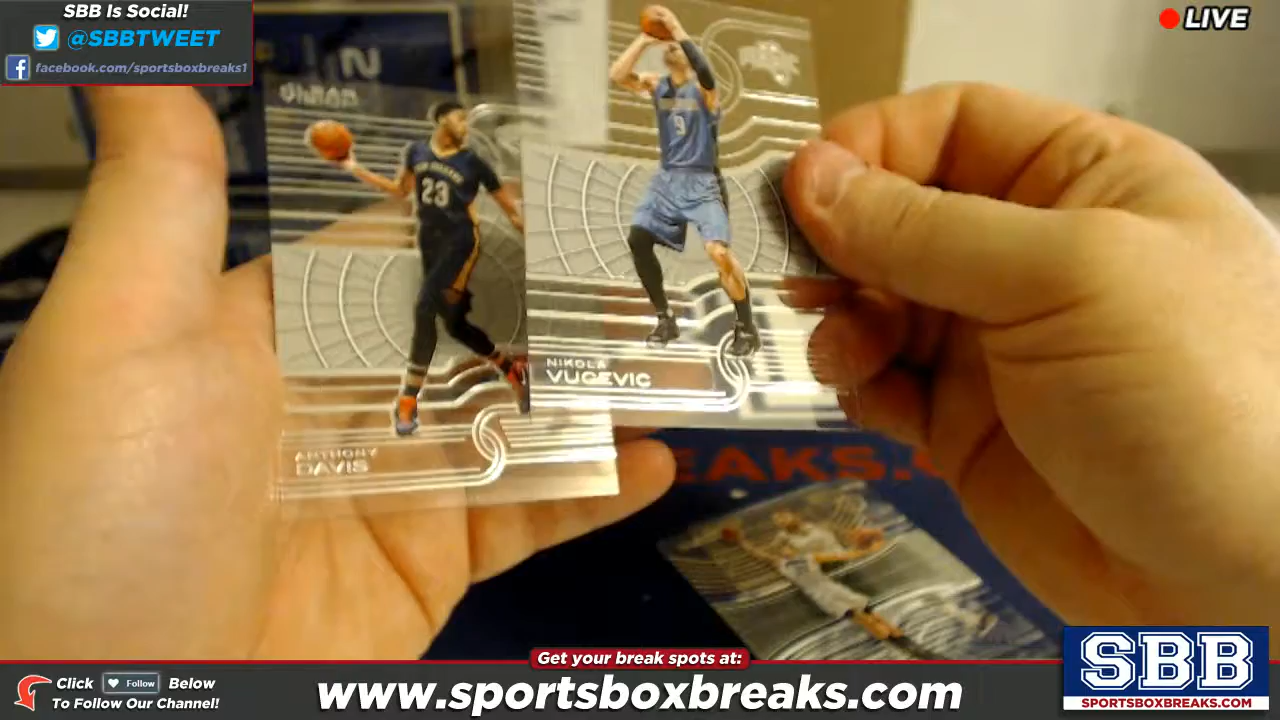 SBB Is Social!
@SBBTWEET
facebook.com/sportsboxbreaks1
LIVE
23
9
NIKOLA
VUCEVIC
ANTHONY
DAVIS
EAKS.
Get your break spots at:
Click Follow Below
To Follow Our Channel!
www.sportsboxbreaks.com
SBB
SPORTSBOXBREAKS.COM